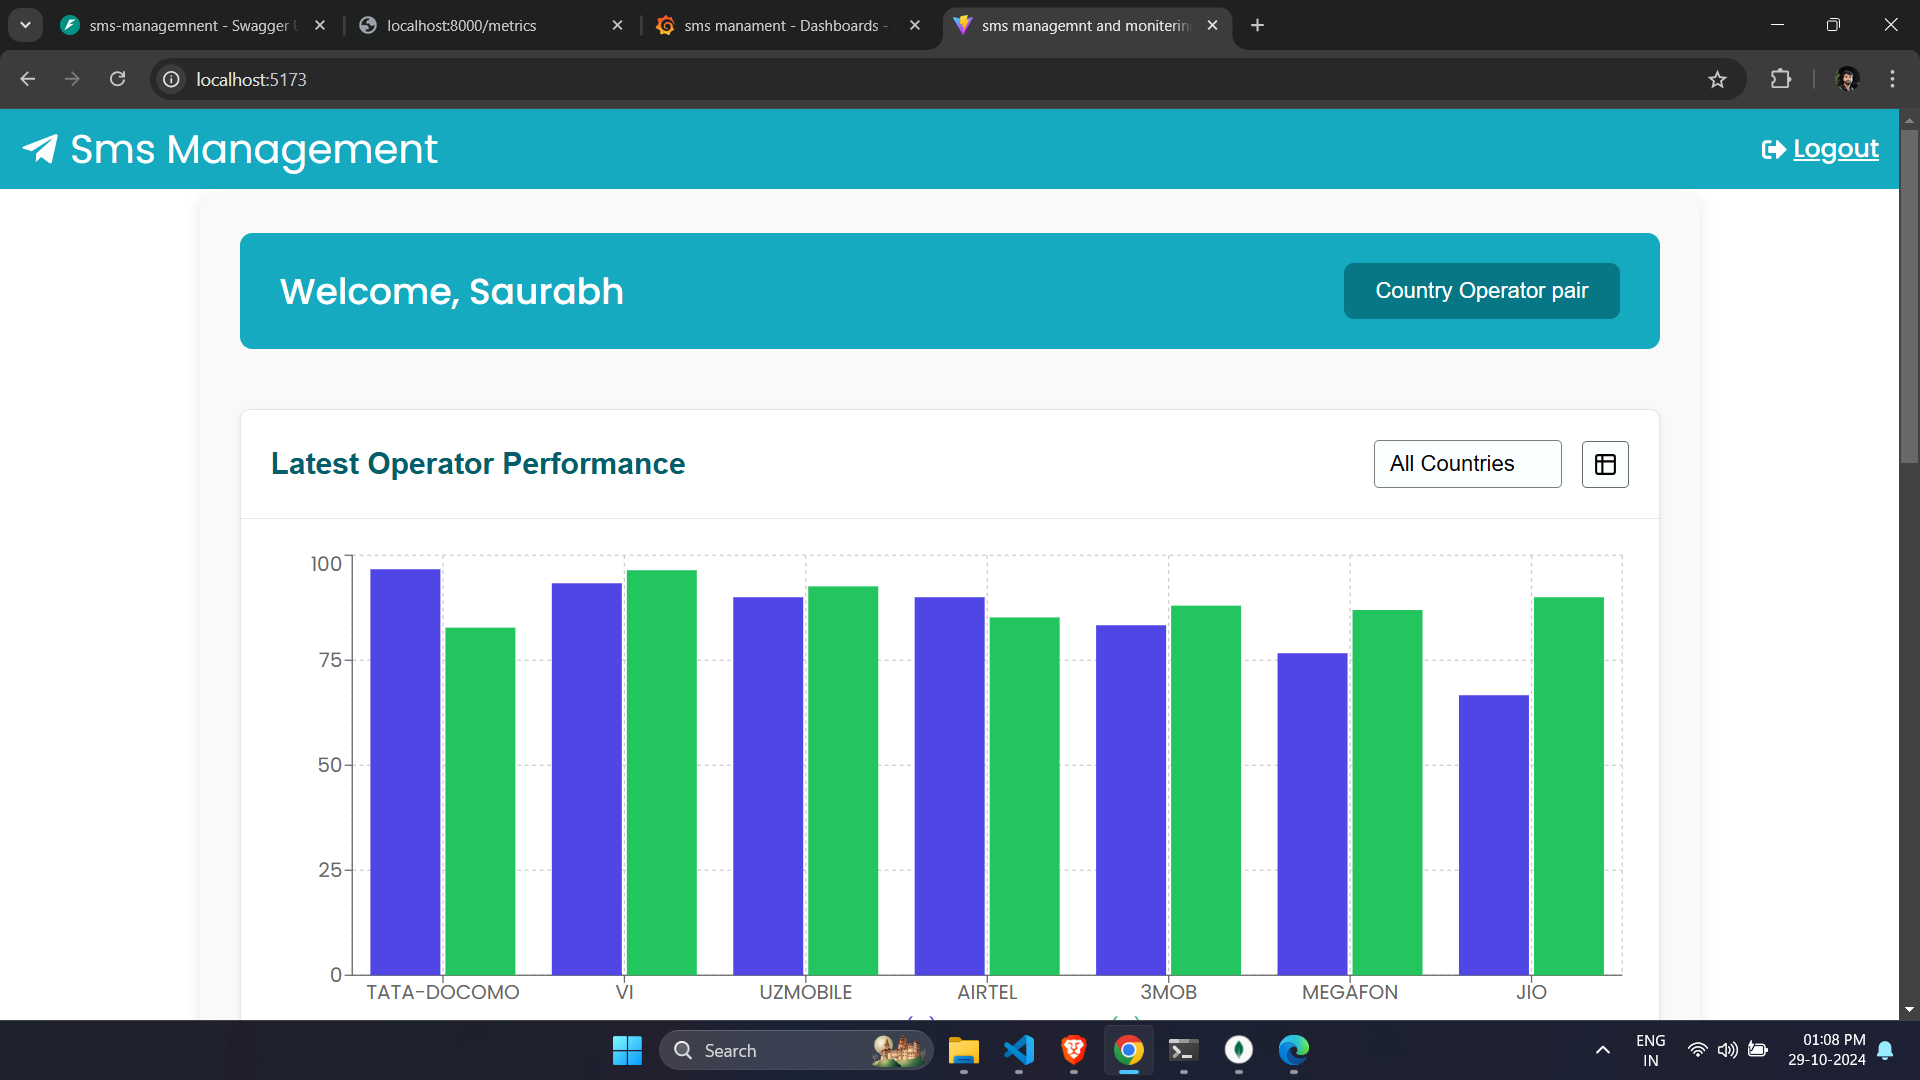 sms-managemnent - Swagger U
localhost:8000/metrics
sms manament - Dashboards -
sms managemnt and monitering
localhost:5173
Sms Management
Logout
Welcome, Saurabh
Country Operator pair
Latest Operator Performance
All Countries
100
75
50
25
0
TATA-DOCOMO
VI
UZMOBILE
AIRTEL
3MOB
MEGAFON
JIO
Search
ENG
IN
01:08 PM
29-10-2024